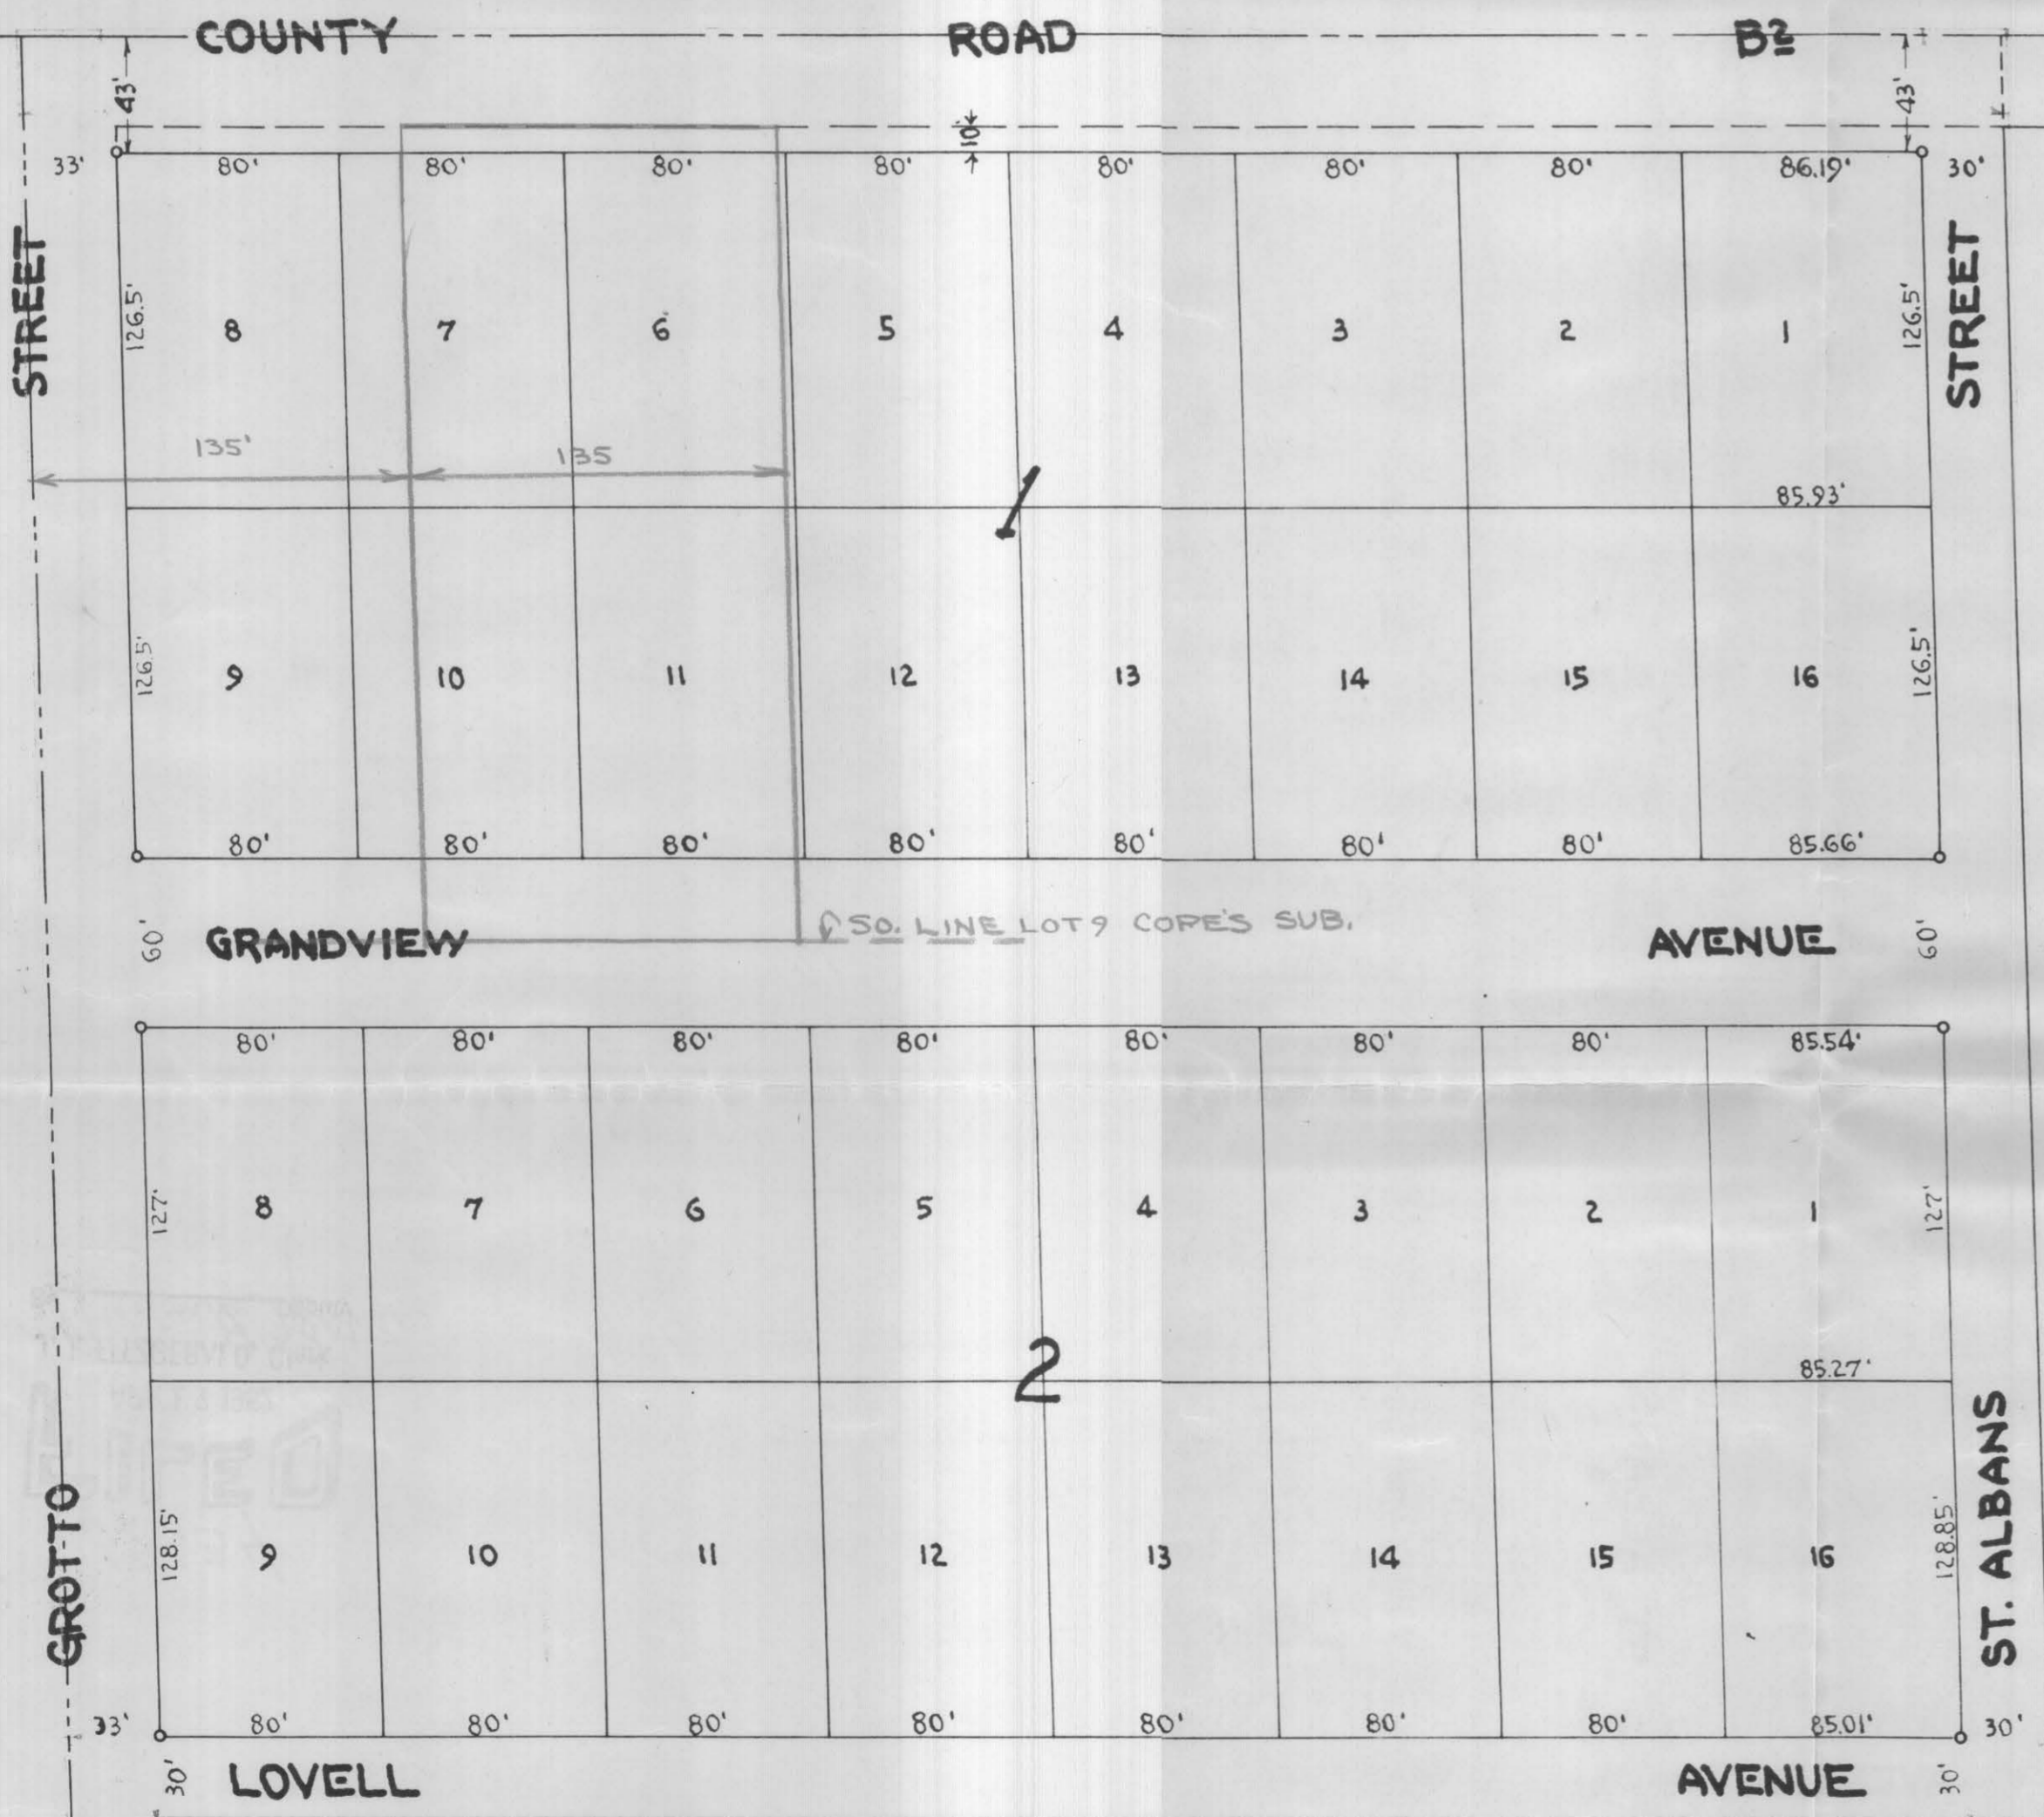 COUNTY ROAD B2
43' 43'
10'
33' 80' 80' 80' 80' 80' 80' 80' 86.19' 30'
STREET STREET
126.5' 126.5'
8 7 6 5 4 3 2 1
135' 135
1
85.93'
126.5' 126.5'
9 10 11 12 13 14 15 16
80' 80' 80' 80' 80' 80' 80' 85.66'
60' GRANDVIEW SO. LINE LOT 9 COPE'S SUB. AVENUE 60'
80' 80' 80' 80' 80' 80' 80' 85.54'
127' 127'
8 7 6 5 4 3 2 1
2
85.27'
GROTTO ST. ALBANS
128.15' 128.85'
9 10 11 12 13 14 15 16
33' 80' 80' 80' 80' 80' 80' 80' 85.01' 30'
30' LOVELL AVENUE 30'